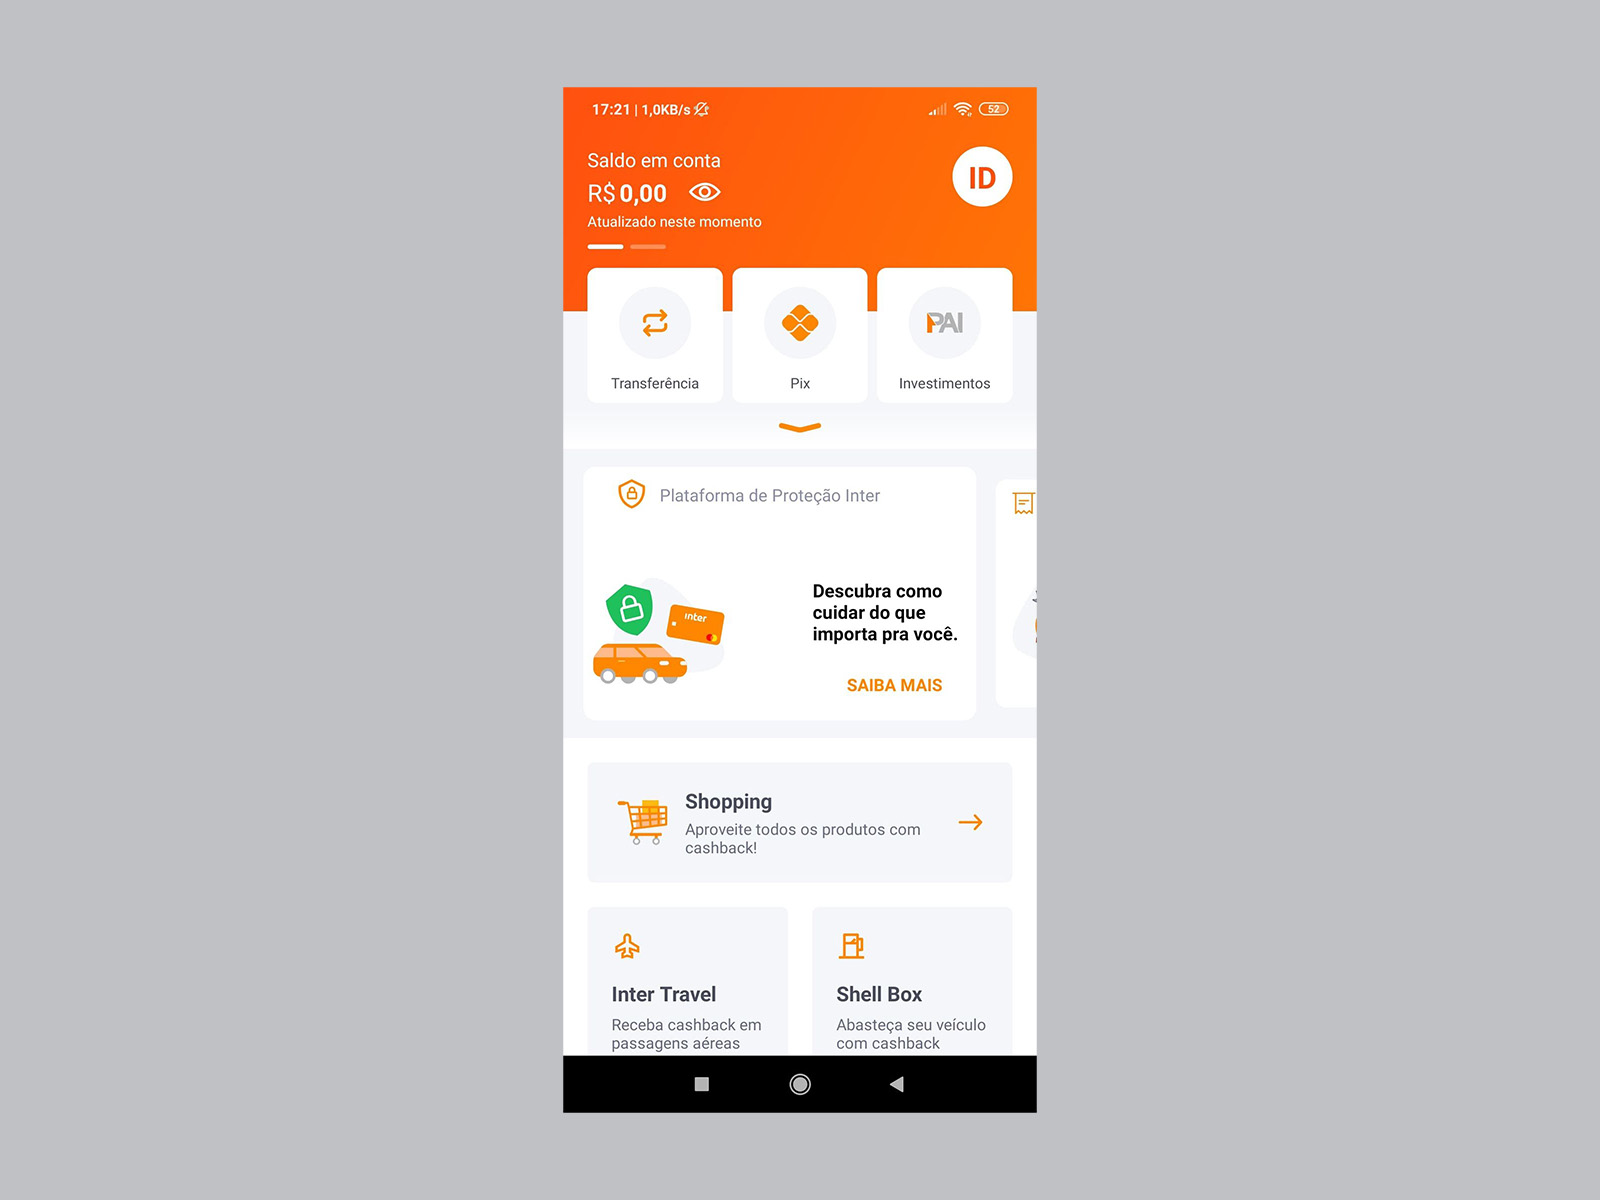 17:21 | 1,0KB/s
52
Saldo em conta
R$ 0,00
Atualizado neste momento
ID
Transferência
Pix
PAI
Investimentos
Plataforma de Proteção Inter
inter
Descubra como
cuidar do que
importa pra você.
SAIBA MAIS
Shopping
Aproveite todos os produtos com
cashback!
Inter Travel
Receba cashback em
passagens aéreas
Shell Box
Abasteça seu veículo
com cashback